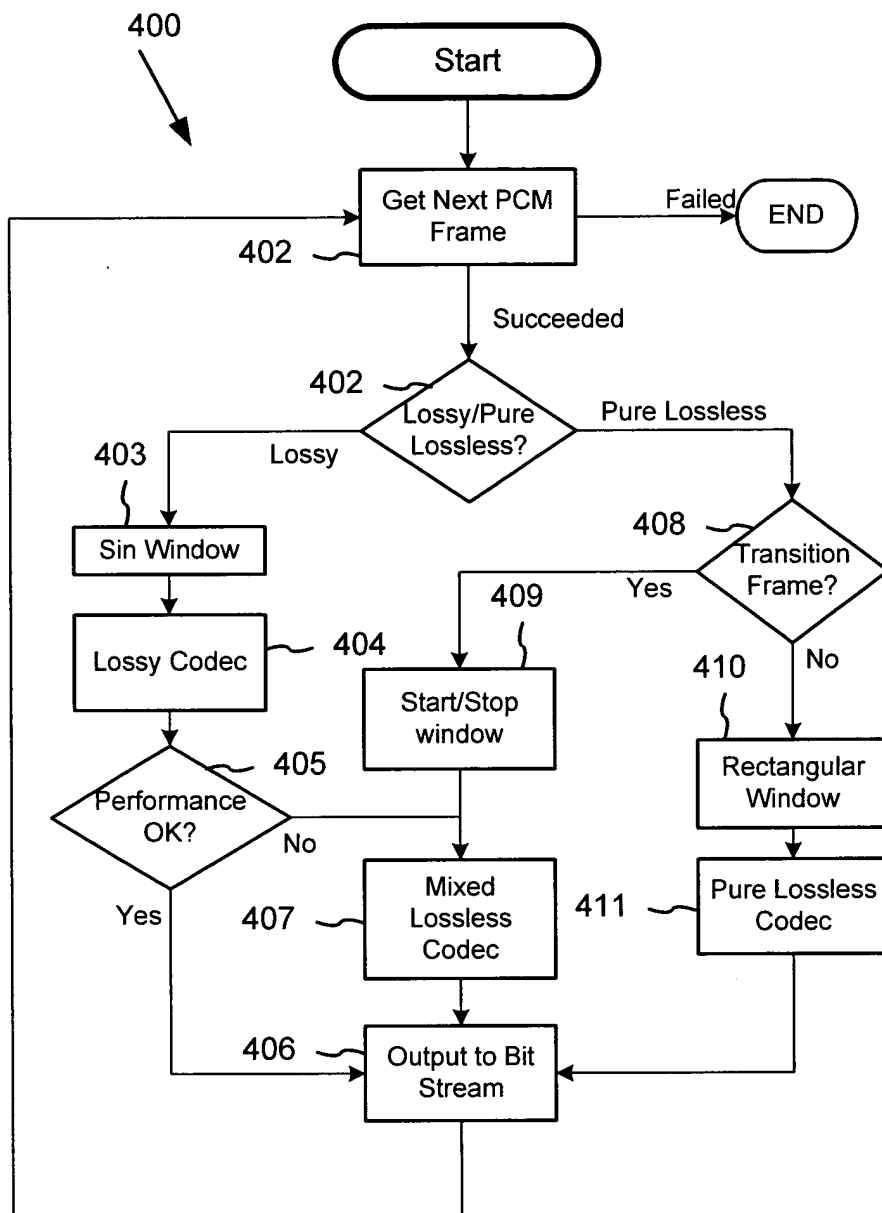 400
Start
Get Next PCM
Frame
402
Failed
END
Succeeded
402
Lossy/Pure
Lossless?
Lossy
Pure Lossless
403
Sin Window
408
Transition
Frame?
Yes
No
409
Lossy Codec
404
Start/Stop
window
410
Rectangular
Window
405
Performance
OK?
No
Yes
Mixed
Lossless
Codec
407
411
Pure Lossless
Codec
406
Output to Bit
Stream